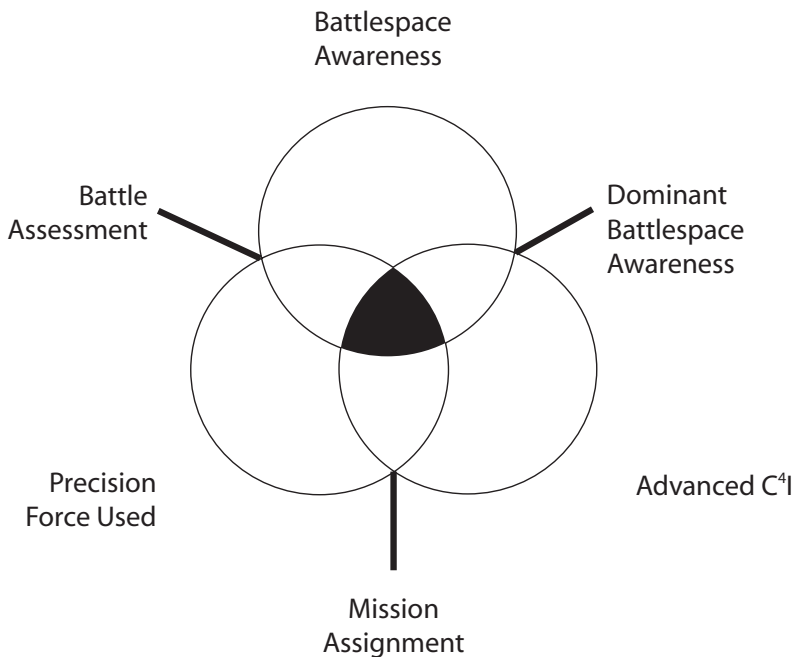 Battlespace
Awareness
Battle
Assessment
Dominant
Battlespace
Awareness
Precision
Force Used
Advanced C⁴I
Mission
Assignment